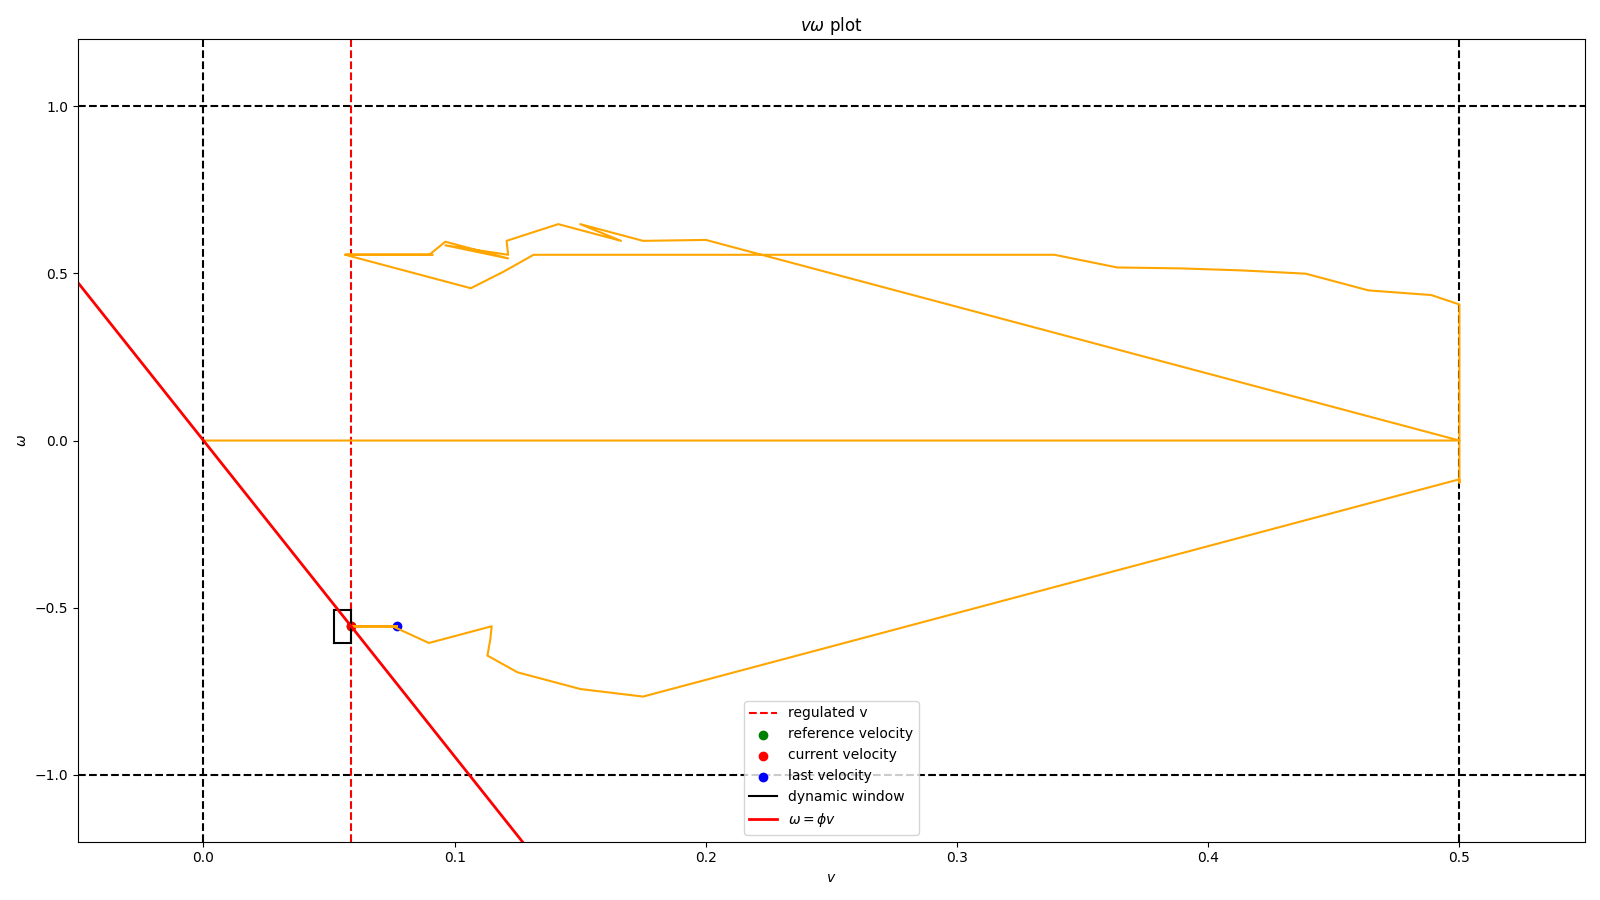 vω plot
1.0
0.5
0.0
−0.5
−1.0
ω
0.0
0.1
0.2
0.3
0.4
0.5
v
regulated v
reference velocity
current velocity
last velocity
dynamic window
ω = ϕv